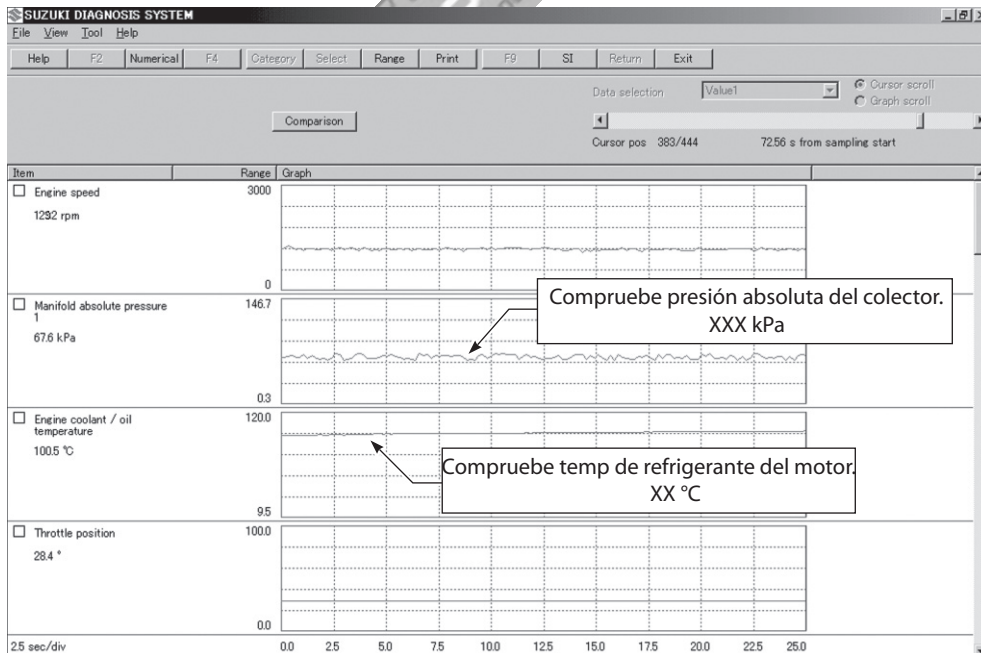 SUZUKI DIAGNOSIS SYSTEM
File View Tool Help
Help F2 Numerical F4 Category Select Range Print F9 SI Return Exit
Data selection Value1 Cursor scroll
Graph scroll
Comparison
Cursor pos 383/444 72.56 s from sampling start
Item Range Graph
Engine speed 3000
1292 rpm
0
Manifold absolute pressure 146.7
1
67.6 kPa
0.3
Compruebe presión absoluta del colector.
XXX kPa
Engine coolant / oil 120.0
temperature
100.5 °C
9.5
Compruebe temp de refrigerante del motor.
XX °C
Throttle position 100.0
28.4 °
0.0
2.5 sec/div 0.0 2.5 5.0 7.5 10.0 12.5 15.0 17.5 20.0 22.5 25.0